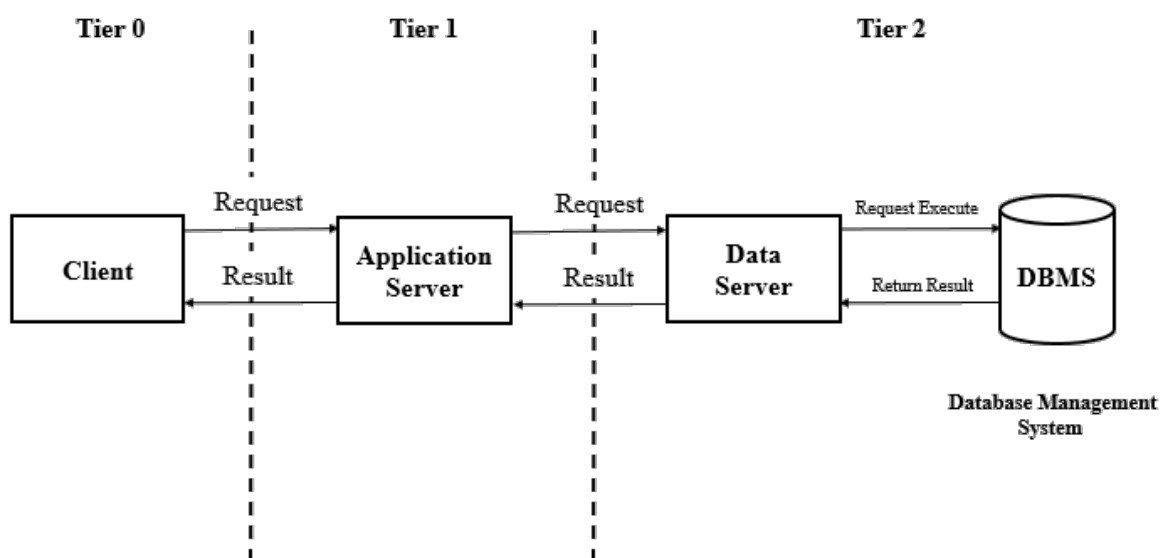 Tier 0
Tier 1
Tier 2
Request
Request
Request Execute
Client
Application
Server
Data
Server
DBMS
Result
Result
Return Result
Database Management
System